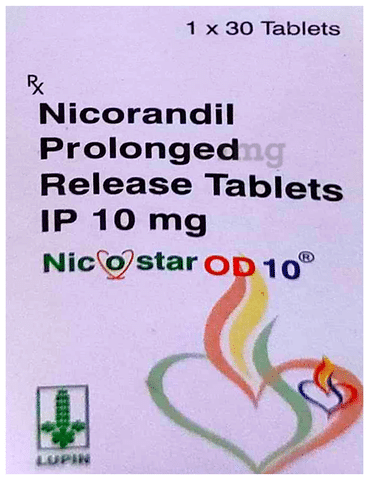 1 x 30 Tablets
Rx
Nicorandil
Prolonged
Release Tablets
IP 10 mg
Nicostar OD 10®
LUPIN